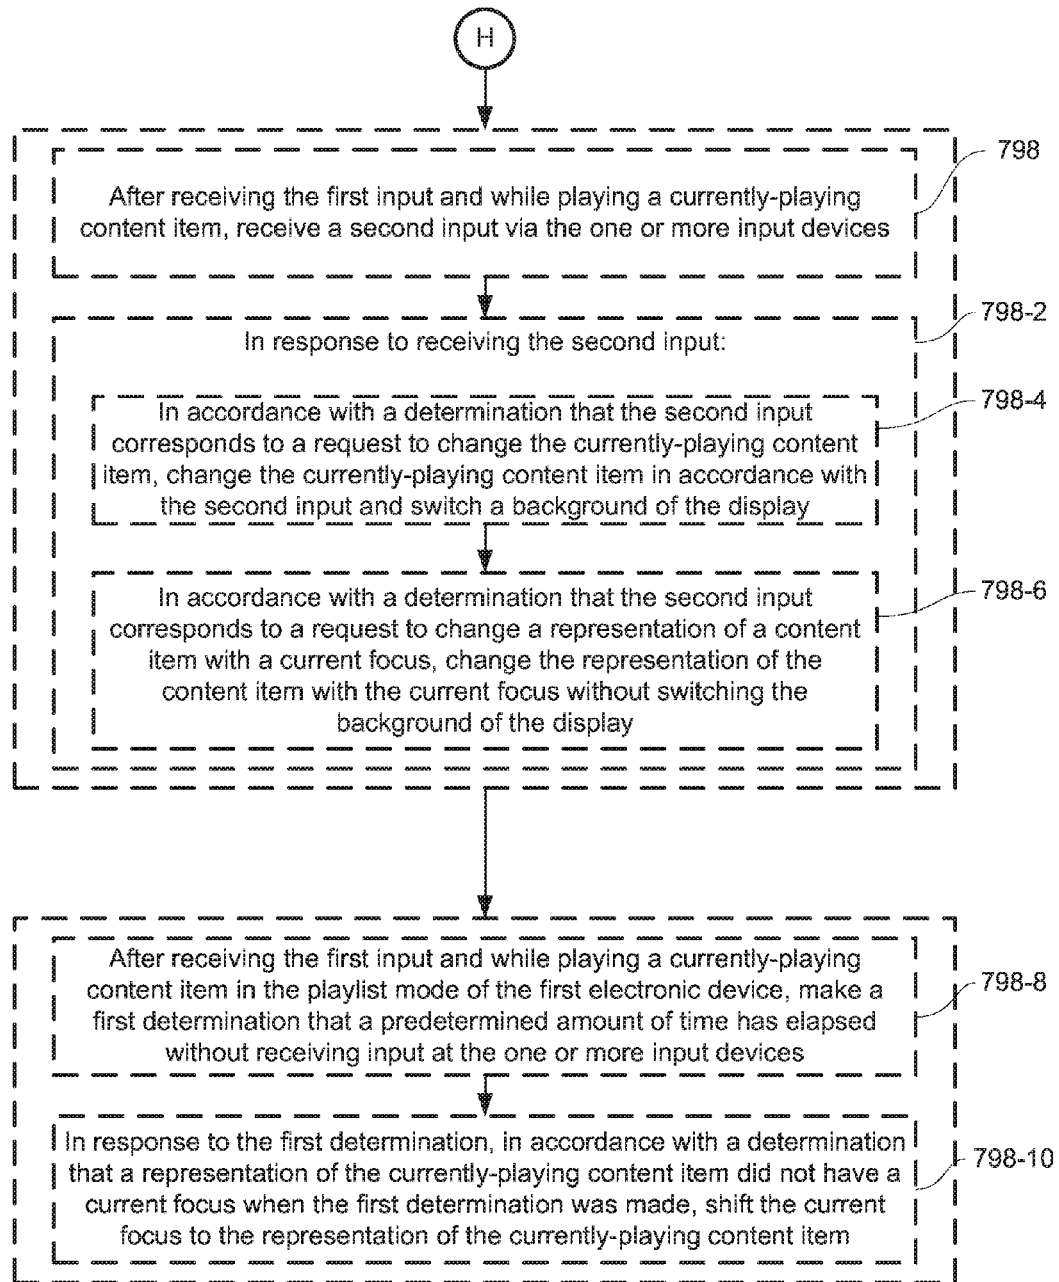 H
798
After receiving the first input and while playing a currently-playing
content item, receive a second input via the one or more input devices
798-2
In response to receiving the second input:
798-4
In accordance with a determination that the second input
corresponds to a request to change the currently-playing content
item, change the currently-playing content item in accordance with
the second input and switch a background of the display
798-6
In accordance with a determination that the second input
corresponds to a request to change a representation of a content
item with a current focus, change the representation of the
content item with the current focus without switching the
background of the display
After receiving the first input and while playing a currently-playing
content item in the playlist mode of the first electronic device, make a
first determination that a predetermined amount of time has elapsed
without receiving input at the one or more input devices
798-8
In response to the first determination, in accordance with a determination
that a representation of the currently-playing content item did not have a
current focus when the first determination was made, shift the current
focus to the representation of the currently-playing content item
798-10